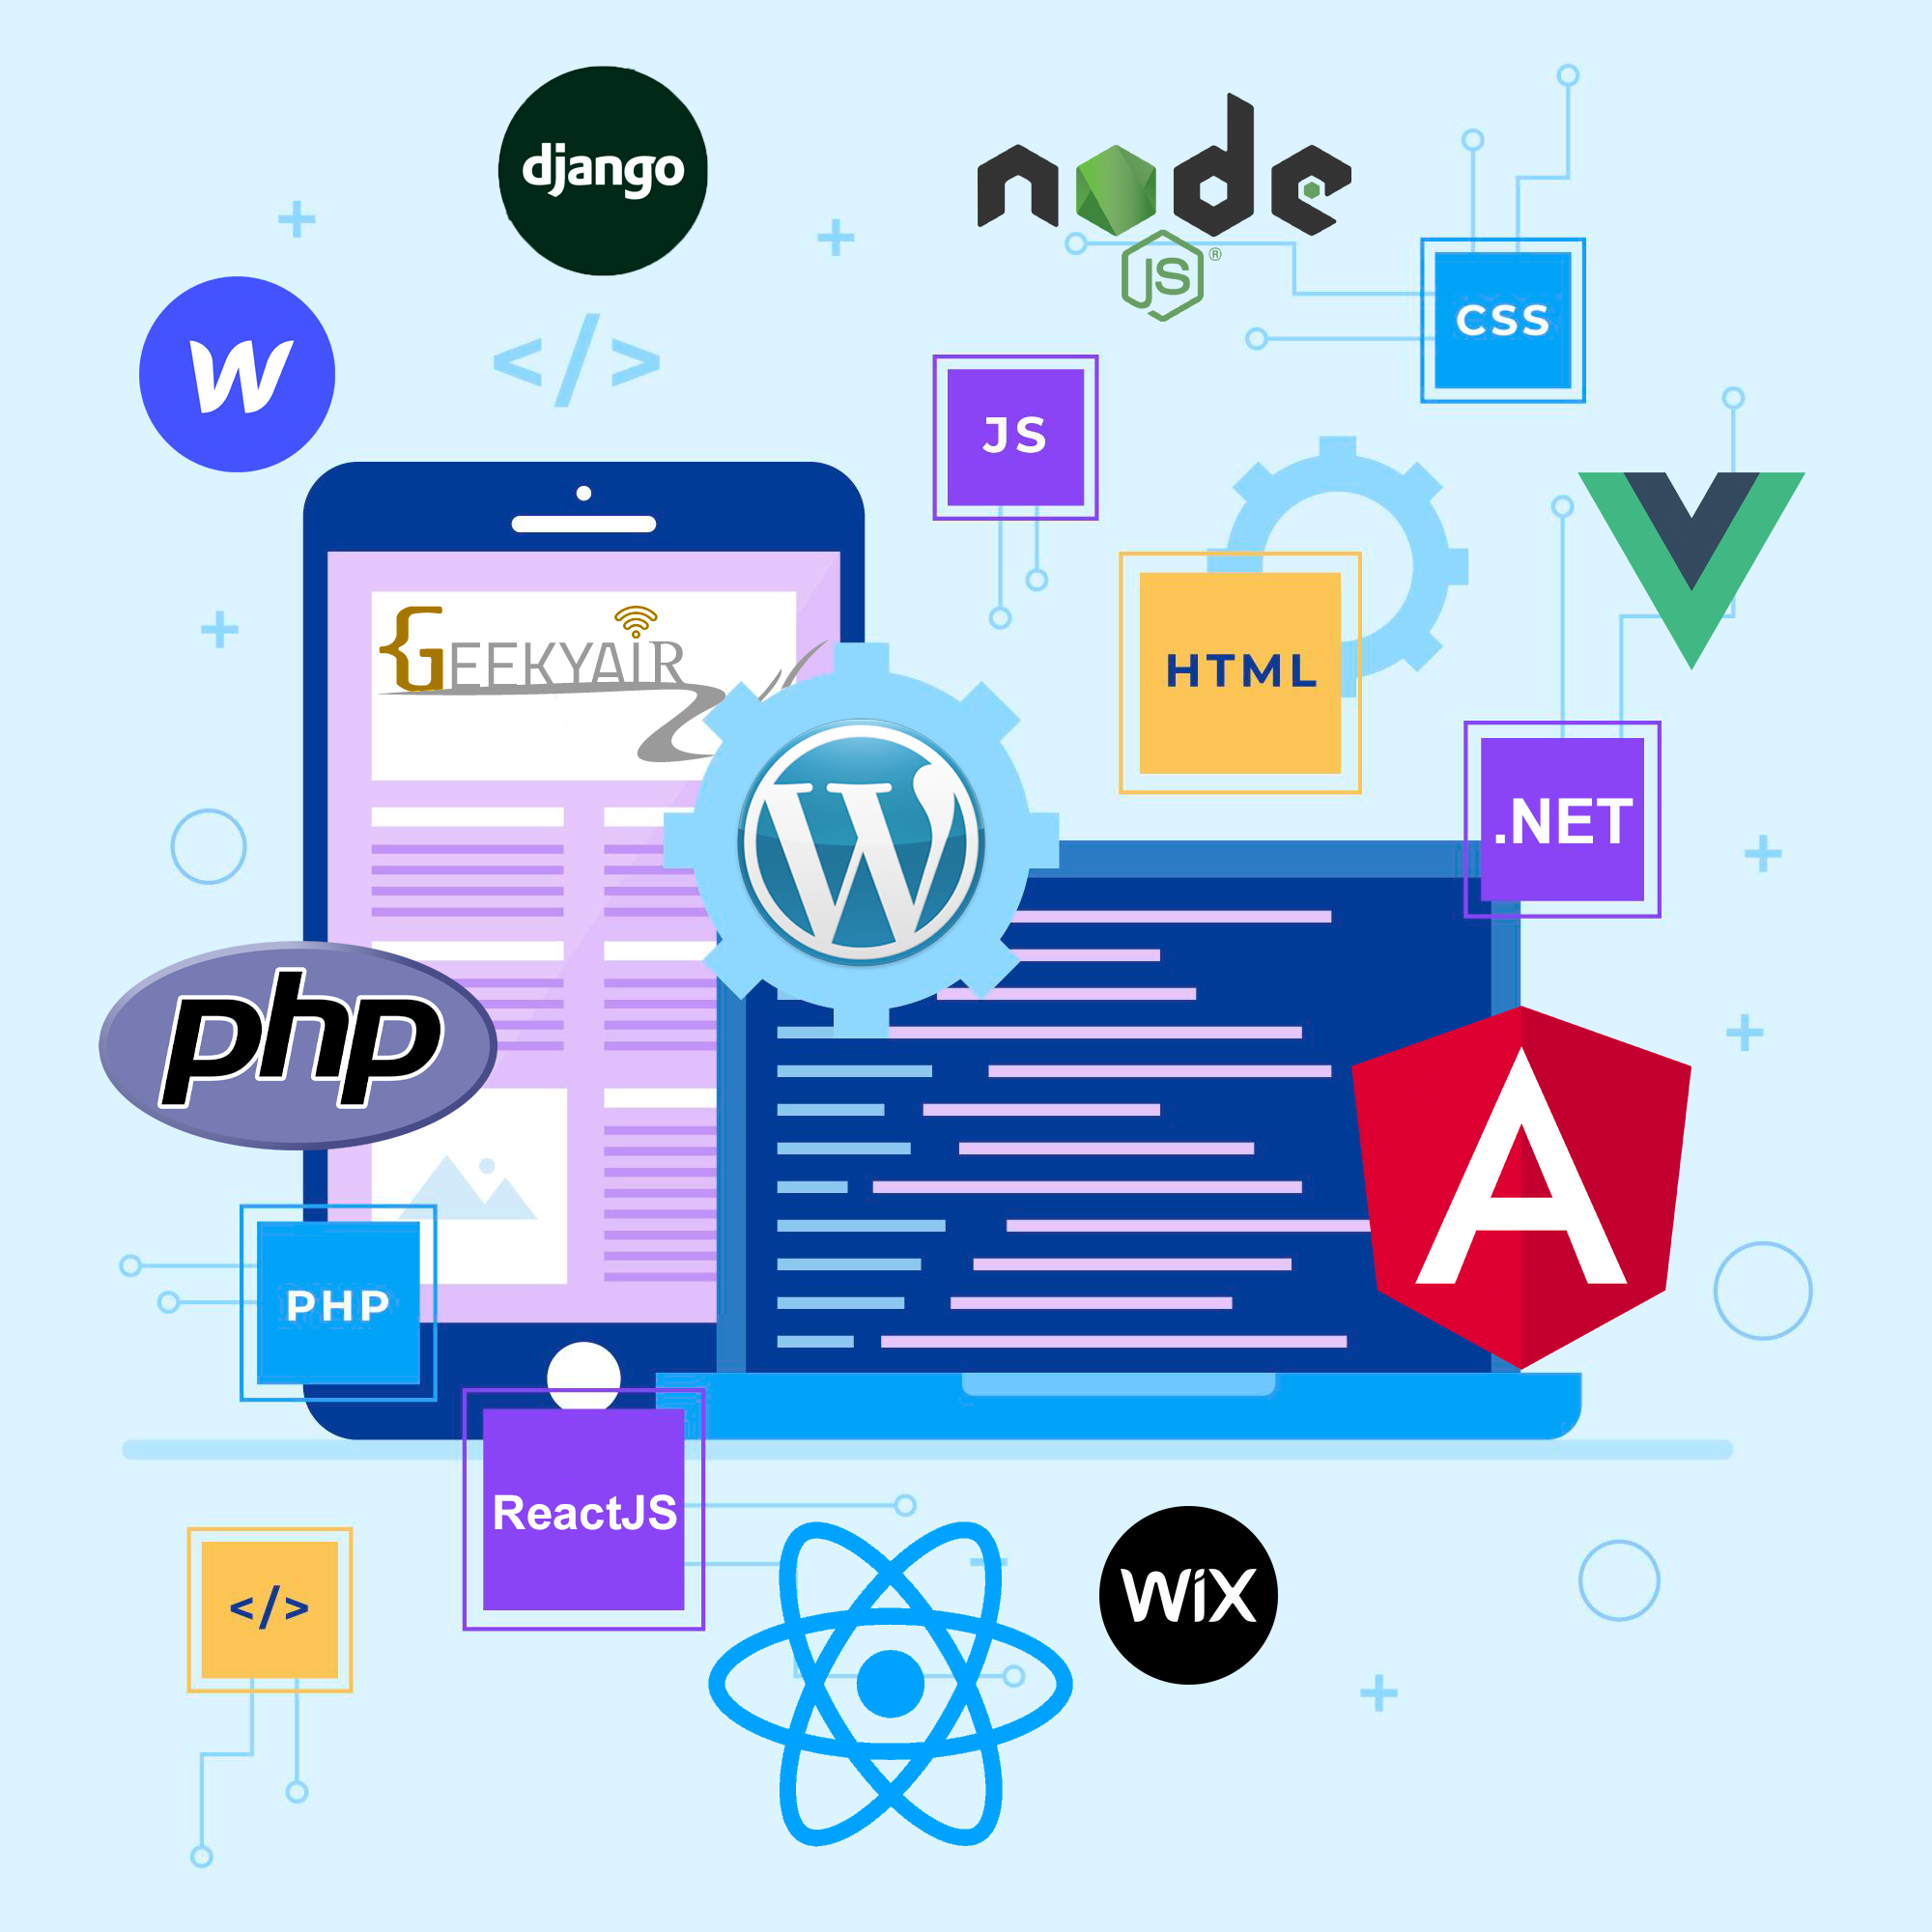 django
node
JS®
W
</>
CSS
JS
{GEEKYAIR
HTML
W
.NET
php
A
PHP
ReactJS
</>
WiX